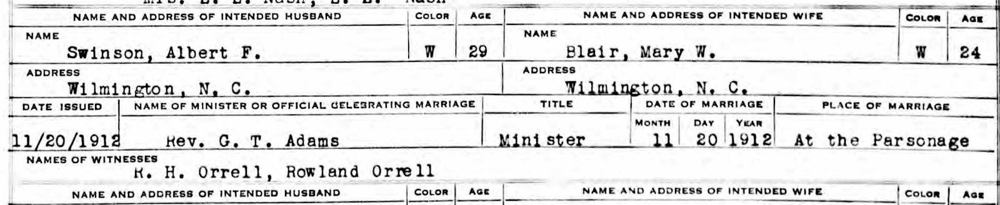 Mrs. L. L. Nash, L. L. Nash
NAME AND ADDRESS OF INTENDED HUSBAND COLOR AGE NAME AND ADDRESS OF INTENDED WIFE COLOR AGE
NAME NAME
Swinson, Albert F. W 29 Blair, Mary W. W 24
ADDRESS ADDRESS
Wilmington, N. C. Wilmington, N. C.
DATE ISSUED NAME OF MINISTER OR OFFICIAL CELEBRATING MARRIAGE TITLE DATE OF MARRIAGE PLACE OF MARRIAGE
MONTH DAY YEAR
11/20/1912 Rev. G. T. Adams Minister 11 20 1912 At the Parsonage
NAMES OF WITNESSES
R. H. Orrell, Rowland Orrell
NAME AND ADDRESS OF INTENDED HUSBAND COLOR AGE NAME AND ADDRESS OF INTENDED WIFE COLOR AGE